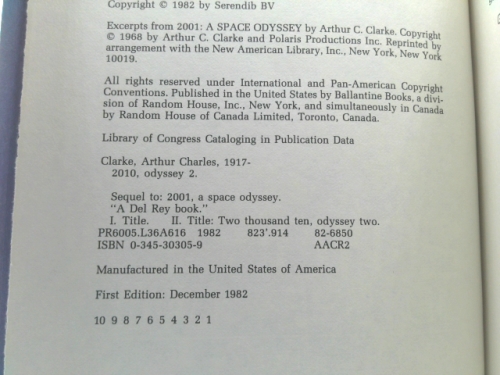 Copyright © 1982 by Serendib BV
Excerpts from 2001: A SPACE ODYSSEY by Arthur C. Clarke. Copyright
© 1968 by Arthur C. Clarke and Polaris Productions Inc. Reprinted by
arrangement with the New American Library, Inc., New York, New York
10019.
All rights reserved under International and Pan-American Copyright
Conventions. Published in the United States by Ballantine Books, a divi-
sion of Random House, Inc., New York, and simultaneously in Canada
by Random House of Canada Limited, Toronto, Canada.
Library of Congress Cataloging in Publication Data
Clarke, Arthur Charles, 1917-
2010, odyssey 2.
Sequel to: 2001, a space odyssey.
"A Del Rey book."
I. Title. II. Title: Two thousand ten, odyssey two.
PR6005.L36A616 1982 823'.914 82-6850
ISBN 0-345-30305-9 AACR2
Manufactured in the United States of America
First Edition: December 1982
10 9 8 7 6 5 4 3 2 1